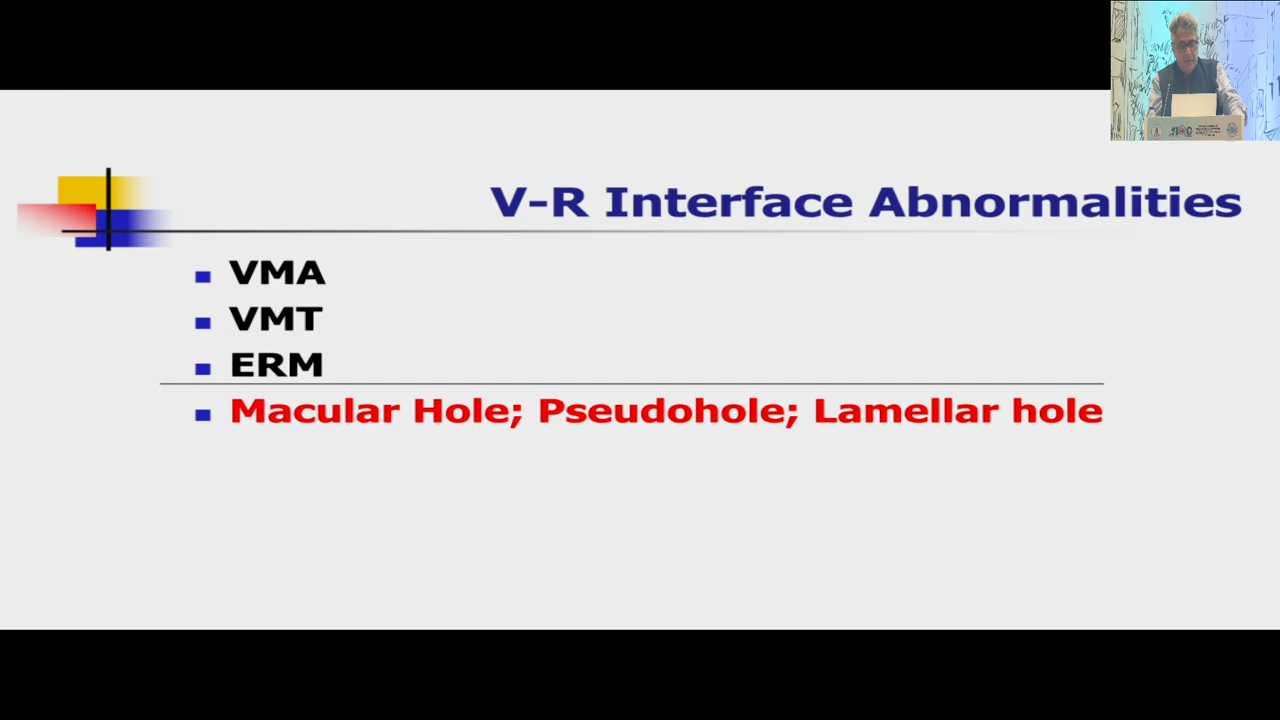 V-R Interface Abnormalities
VMA
VMT
ERM
Macular Hole; Pseudohole; Lamellar hole